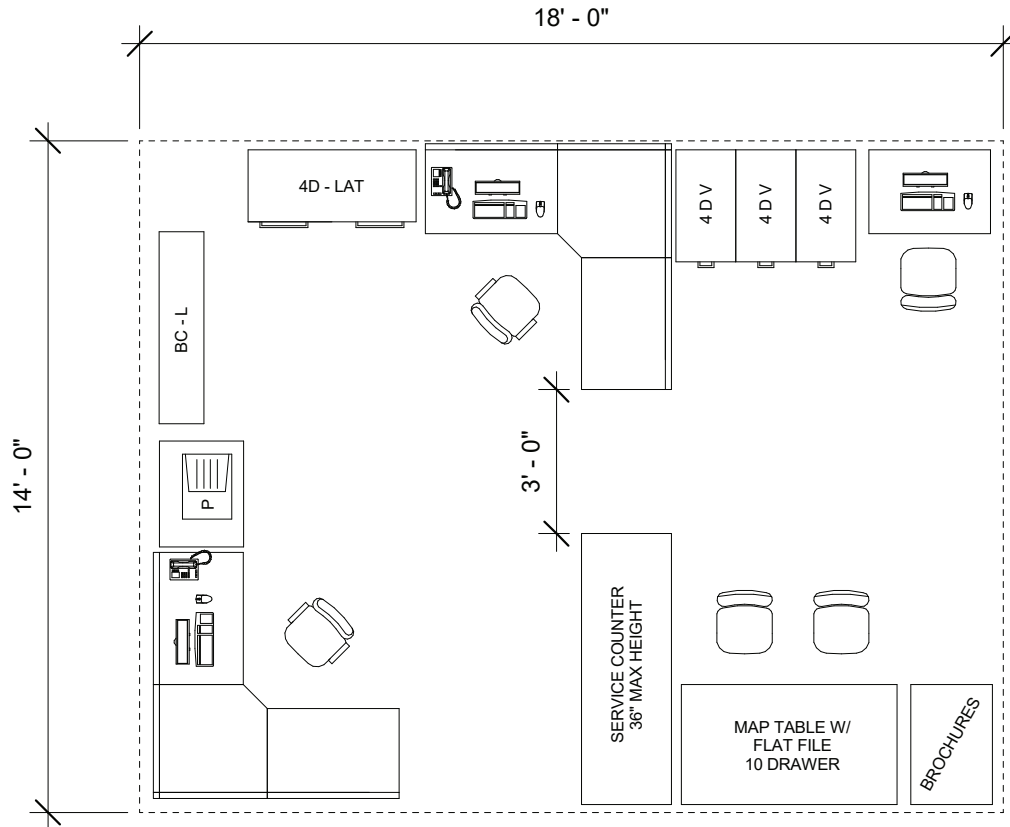 18' - 0"
14' - 0"
4D - LAT
4 D V
4 D V
4 D V
BC - L
3' - 0"
P
SERVICE COUNTER
36" MAX HEIGHT
MAP TABLE W/
FLAT FILE
10 DRAWER
BROCHURES